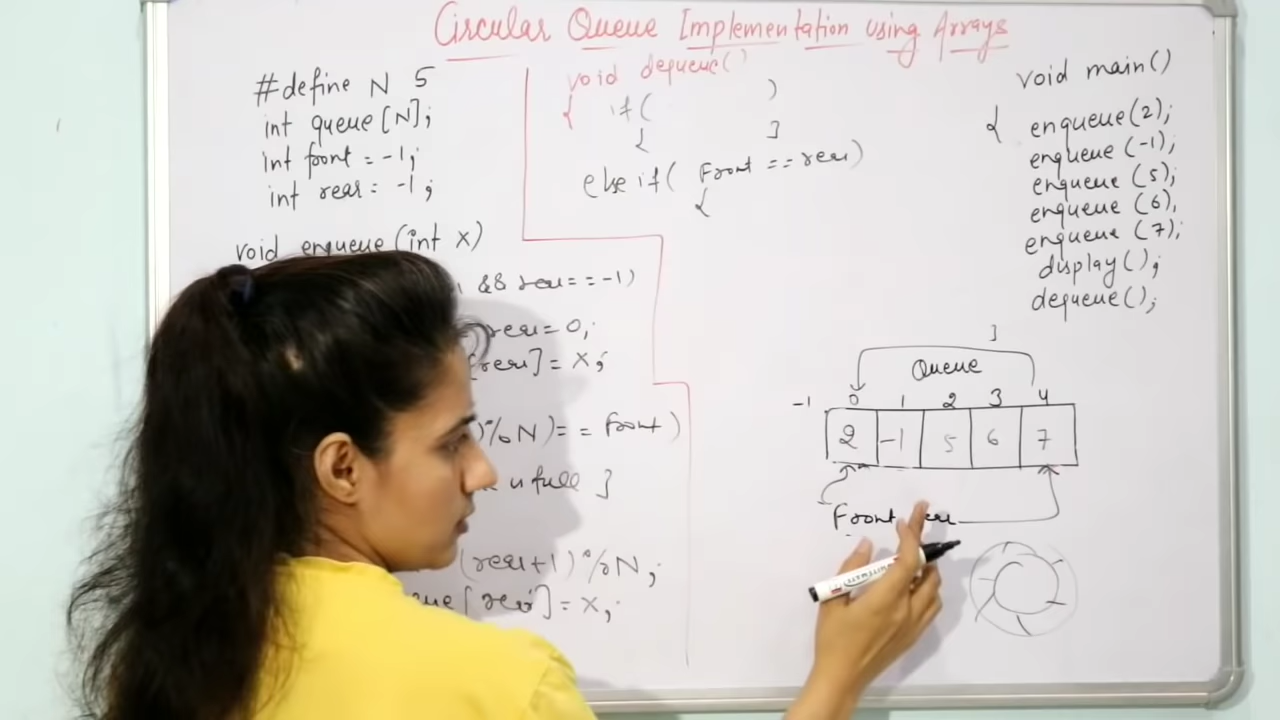 Circular Queue Implementation using Arrays
#define N 5
int queue[N];
int front = -1;
int rear = -1;
void enqueue(int x)
&& rear == -1)
rear = 0;
rear] = x;
)%N) == front)
full }
(rear+1)%N;
[rear] = x;
void dequeue()
{ if( )
{ }
else if( Front == rear)
{
void main()
{ enqueue(2);
enqueue(-1);
enqueue(5);
enqueue(6),
enqueue(7);
display();
dequeue();
}
Queue
-1 0 1 2 3 4
2 -1 5 6 7
Front